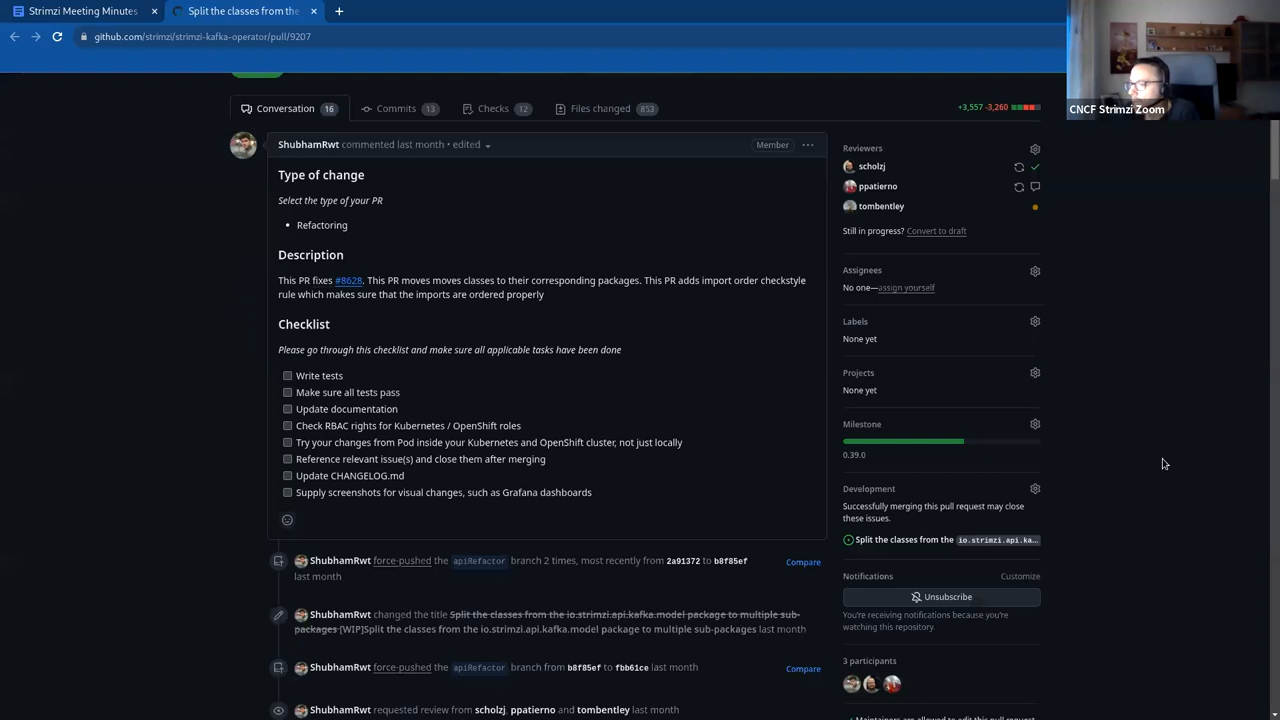 Strimzi Meeting Minutes
Split the classes from the
github.com/strimzi/strimzi-kafka-operator/pull/9207
CNCF Strimzi Zoom
Conversation 16
Commits 13
Checks 12
Files changed 853
+3,557 -3,260
ShubhamRwt commented last month • edited
Member
Type of change
Select the type of your PR
• Refactoring
Description
This PR fixes #8628. This PR moves moves classes to their corresponding packages. This PR adds import order checkstyle
rule which makes sure that the imports are ordered properly
Checklist
Please go through this checklist and make sure all applicable tasks have been done
Write tests
Make sure all tests pass
Update documentation
Check RBAC rights for Kubernetes / OpenShift roles
Try your changes from Pod inside your Kubernetes and OpenShift cluster, not just locally
Reference relevant issue(s) and close them after merging
Update CHANGELOG.md
Supply screenshots for visual changes, such as Grafana dashboards
ShubhamRwt force-pushed the apiRefactor branch 2 times, most recently from 2a91372 to b8f85ef
last month
Compare
ShubhamRwt changed the title Split the classes from the io.strimzi.api.kafka.model package to multiple sub-
packages [WIP]Split the classes from the io.strimzi.api.kafka.model package to multiple sub-packages last month
ShubhamRwt force-pushed the apiRefactor branch from b8f85ef to fbb61ce last month
Compare
ShubhamRwt requested review from scholzj, ppatierno and tombentley last month
Reviewers
scholzj
ppatierno
tombentley
Still in progress? Convert to draft
Assignees
No one—assign yourself
Labels
None yet
Projects
None yet
Milestone
0.39.0
Development
Successfully merging this pull request may close
these issues.
Split the classes from the io.strimzi.api.ka...
Notifications
Customize
Unsubscribe
You're receiving notifications because you're
watching this repository.
3 participants